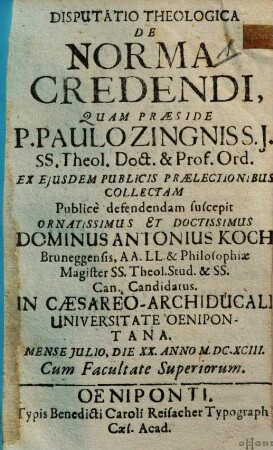 DISPUTATIO THEOLOGICA
DE
NORMA
CREDENDI,
QUAM PRÆSIDE
P. PAULO ZINGNIS S.J.
SS. Theol. Doct. & Prof. Ord.
EX EJUSDEM PUBLICIS PRÆLECTIONIBUS
COLLECTAM
Publicè defendendam suscepit
ORNATISSIMUS ET DOCTISSIMUS
DOMINUS ANTONIUS KOCH
Bruneggensis, AA. LL. & Philosophiæ
Magister SS. Theol. Stud. & SS.
Can. Candidatus.
IN CÆSAREO-ARCHIDUCALI
UNIVERSITATE OENIPON-
TANA,
MENSE JULIO, DIE XX. ANNO M.DC.XCIII.
Cum Facultate Superiorum.
OENIPONTI,
Typis Benedicti Caroli Reisacher Typograph
Cæs. Acad.